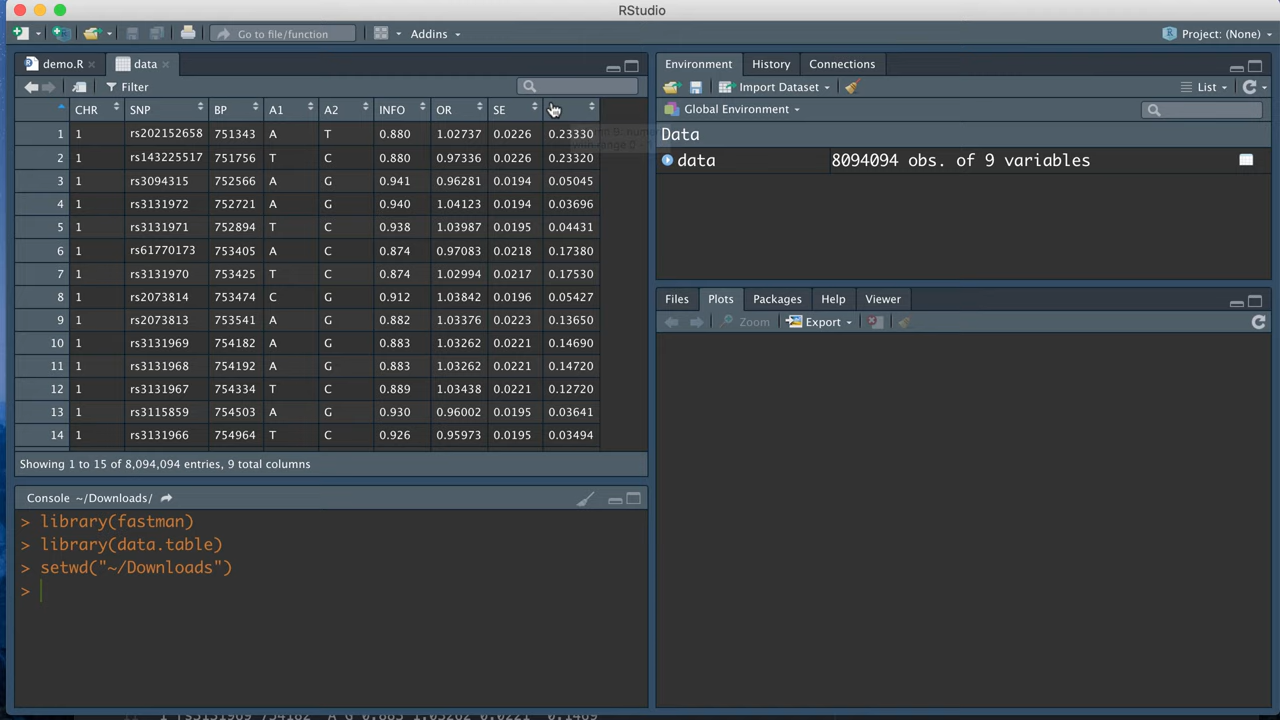 RStudio
Go to file/function
Addins
Project: (None)
demo.R
data
Filter
CHR SNP BP A1 A2 INFO OR SE
1 1 rs202152658 751343 A T 0.880 1.02737 0.0226 0.23330
2 1 rs143225517 751756 T C 0.880 0.97336 0.0226 0.23320
3 1 rs3094315 752566 A G 0.941 0.96281 0.0194 0.05045
4 1 rs3131972 752721 A G 0.940 1.04123 0.0194 0.03696
5 1 rs3131971 752894 T C 0.938 1.03987 0.0195 0.04431
6 1 rs61770173 753405 A C 0.874 0.97083 0.0218 0.17380
7 1 rs3131970 753425 T C 0.874 1.02994 0.0217 0.17530
8 1 rs2073814 753474 C G 0.912 1.03842 0.0196 0.05427
9 1 rs2073813 753541 A G 0.882 1.03376 0.0223 0.13650
10 1 rs3131969 754182 A G 0.883 1.03262 0.0221 0.14690
11 1 rs3131968 754192 A G 0.883 1.03262 0.0221 0.14720
12 1 rs3131967 754334 T C 0.889 1.03438 0.0221 0.12720
13 1 rs3115859 754503 A G 0.930 0.96002 0.0195 0.03641
14 1 rs3131966 754964 T C 0.926 0.95973 0.0195 0.03494
Showing 1 to 15 of 8,094,094 entries, 9 total columns
Console ~/Downloads/
> library(fastman)
> library(data.table)
> setwd("~/Downloads")
>
Environment History Connections
Import Dataset
List
Global Environment
Data
data 8094094 obs. of 9 variables
Files Plots Packages Help Viewer
Zoom Export